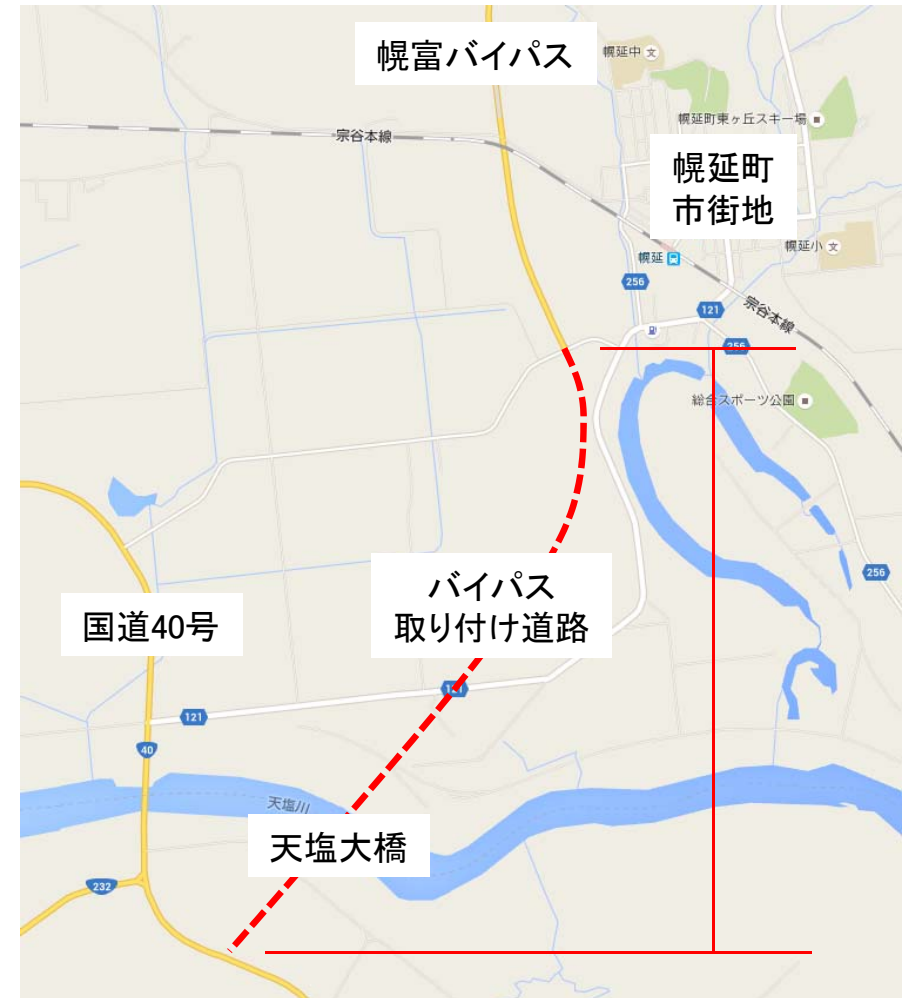 幌富バイパス
幌延中
文
幌延町東ヶ丘スキー場
宗谷本線
幌延町
市街地
幌延小
文
幌延
256
121
宗谷本線
256
総合スポーツ公園
バイパス
取り付け道路
256
国道40号
121
121
40
天塩川
天塩大橋
232